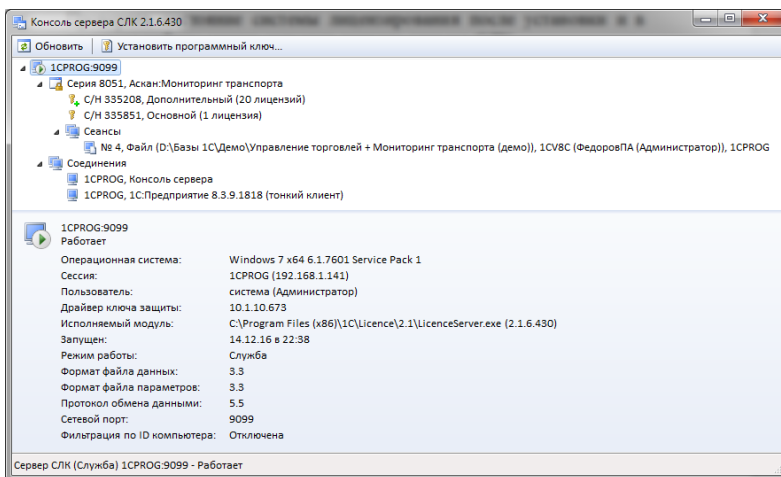 Консоль сервера СЛК 2.1.6.430
Обновить Установить программный ключ...
1CPROG:9099
Серия 8051, Аскан:Мониторинг транспорта
С/Н 335208, Дополнительный (20 лицензий)
С/Н 335851, Основной (1 лицензия)
Сеансы
№ 4, Файл (D:\Базы 1С\Демо\Управление торговлей + Мониторинг транспорта (демо)), 1CV8C (ФедоровПА (Администратор)), 1CPROG
Соединения
1CPROG, Консоль сервера
1CPROG, 1С:Предприятие 8.3.9.1818 (тонкий клиент)
1CPROG:9099
Работает
Операционная система: Windows 7 x64 6.1.7601 Service Pack 1
Сессия: 1CPROG (192.168.1.141)
Пользователь: система (Администратор)
Драйвер ключа защиты: 10.1.10.673
Исполняемый модуль: C:\Program Files (x86)\1C\Licence\2.1\LicenceServer.exe (2.1.6.430)
Запущен: 14.12.16 в 22:38
Режим работы: Служба
Формат файла данных: 3.3
Формат файла параметров: 3.3
Протокол обмена данными: 5.5
Сетевой порт: 9099
Фильтрация по ID компьютера: Отключена
Сервер СЛК (Служба) 1CPROG:9099 - Работает